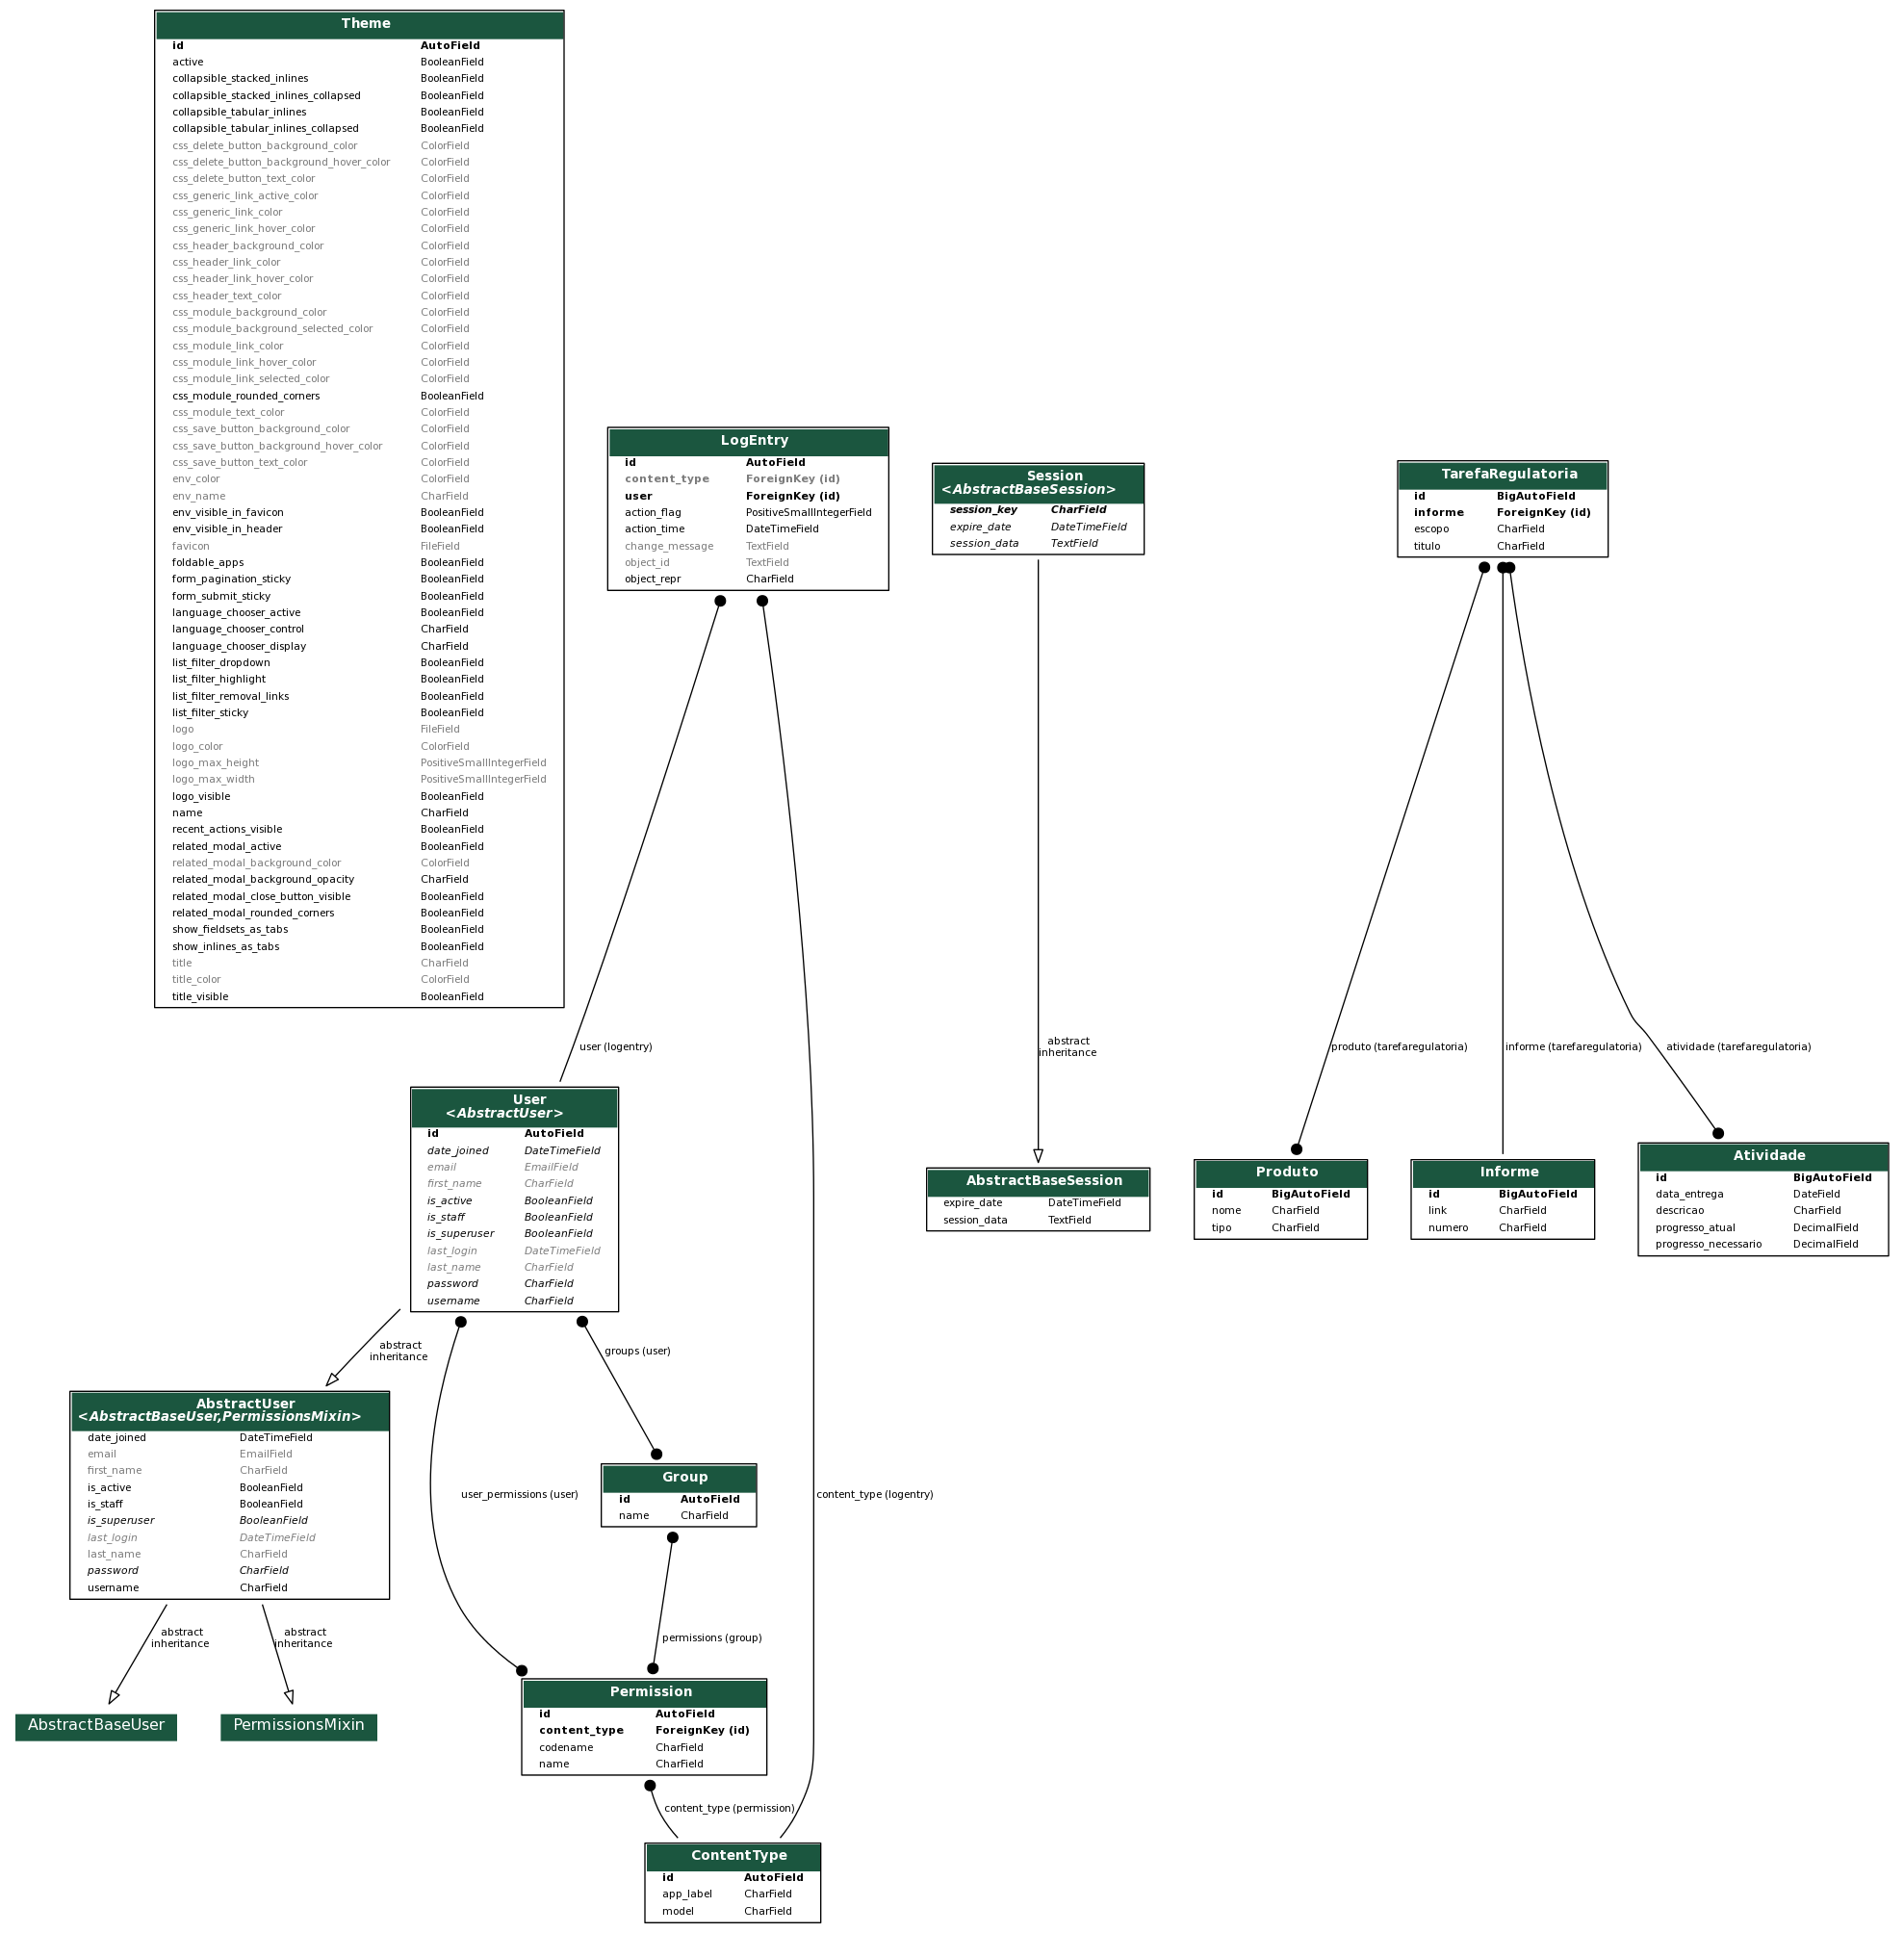 Theme
id AutoField
active BooleanField
collapsible_stacked_inlines BooleanField
collapsible_stacked_inlines_collapsed BooleanField
collapsible_tabular_inlines BooleanField
collapsible_tabular_inlines_collapsed BooleanField
css_delete_button_background_color ColorField
css_delete_button_background_hover_color ColorField
css_delete_button_text_color ColorField
css_generic_link_active_color ColorField
css_generic_link_color ColorField
css_generic_link_hover_color ColorField
css_header_background_color ColorField
css_header_link_color ColorField
css_header_link_hover_color ColorField
css_header_text_color ColorField
css_module_background_color ColorField
css_module_background_selected_color ColorField
css_module_link_color ColorField
css_module_link_hover_color ColorField
css_module_link_selected_color ColorField
css_module_rounded_corners BooleanField
css_module_text_color ColorField
css_save_button_background_color ColorField
css_save_button_background_hover_color ColorField
css_save_button_text_color ColorField
env_color ColorField
env_name CharField
env_visible_in_favicon BooleanField
env_visible_in_header BooleanField
favicon FileField
foldable_apps BooleanField
form_pagination_sticky BooleanField
form_submit_sticky BooleanField
language_chooser_active BooleanField
language_chooser_control CharField
language_chooser_display CharField
list_filter_dropdown BooleanField
list_filter_highlight BooleanField
list_filter_removal_links BooleanField
list_filter_sticky BooleanField
logo FileField
logo_color ColorField
logo_max_height PositiveSmallIntegerField
logo_max_width PositiveSmallIntegerField
logo_visible BooleanField
name CharField
recent_actions_visible BooleanField
related_modal_active BooleanField
related_modal_background_color ColorField
related_modal_background_opacity CharField
related_modal_close_button_visible BooleanField
related_modal_rounded_corners BooleanField
show_fieldsets_as_tabs BooleanField
show_inlines_as_tabs BooleanField
title CharField
title_color ColorField
title_visible BooleanField
LogEntry
id AutoField
content_type ForeignKey (id)
user ForeignKey (id)
action_flag PositiveSmallIntegerField
action_time DateTimeField
change_message TextField
object_id TextField
object_repr CharField
Session
<AbstractBaseSession>
session_key CharField
expire_date DateTimeField
session_data TextField
TarefaRegulatoria
id BigAutoField
informe ForeignKey (id)
escopo CharField
titulo CharField
user (logentry)
abstract
inheritance
produto (tarefaregulatoria)
informe (tarefaregulatoria)
atividade (tarefaregulatoria)
User
<AbstractUser>
id AutoField
date_joined DateTimeField
email EmailField
first_name CharField
is_active BooleanField
is_staff BooleanField
is_superuser BooleanField
last_login DateTimeField
last_name CharField
password CharField
username CharField
AbstractBaseSession
expire_date DateTimeField
session_data TextField
Produto
id BigAutoField
nome CharField
tipo CharField
Informe
id BigAutoField
link CharField
numero CharField
Atividade
id BigAutoField
data_entrega DateField
descricao CharField
progresso_atual DecimalField
progresso_necessario DecimalField
abstract
inheritance
groups (user)
AbstractUser
<AbstractBaseUser,PermissionsMixin>
date_joined DateTimeField
email EmailField
first_name CharField
is_active BooleanField
is_staff BooleanField
is_superuser BooleanField
last_login DateTimeField
last_name CharField
password CharField
username CharField
user_permissions (user)
Group
id AutoField
name CharField
content_type (logentry)
abstract
inheritance
abstract
inheritance
permissions (group)
AbstractBaseUser
PermissionsMixin
Permission
id AutoField
content_type ForeignKey (id)
codename CharField
name CharField
content_type (permission)
ContentType
id AutoField
app_label CharField
model CharField